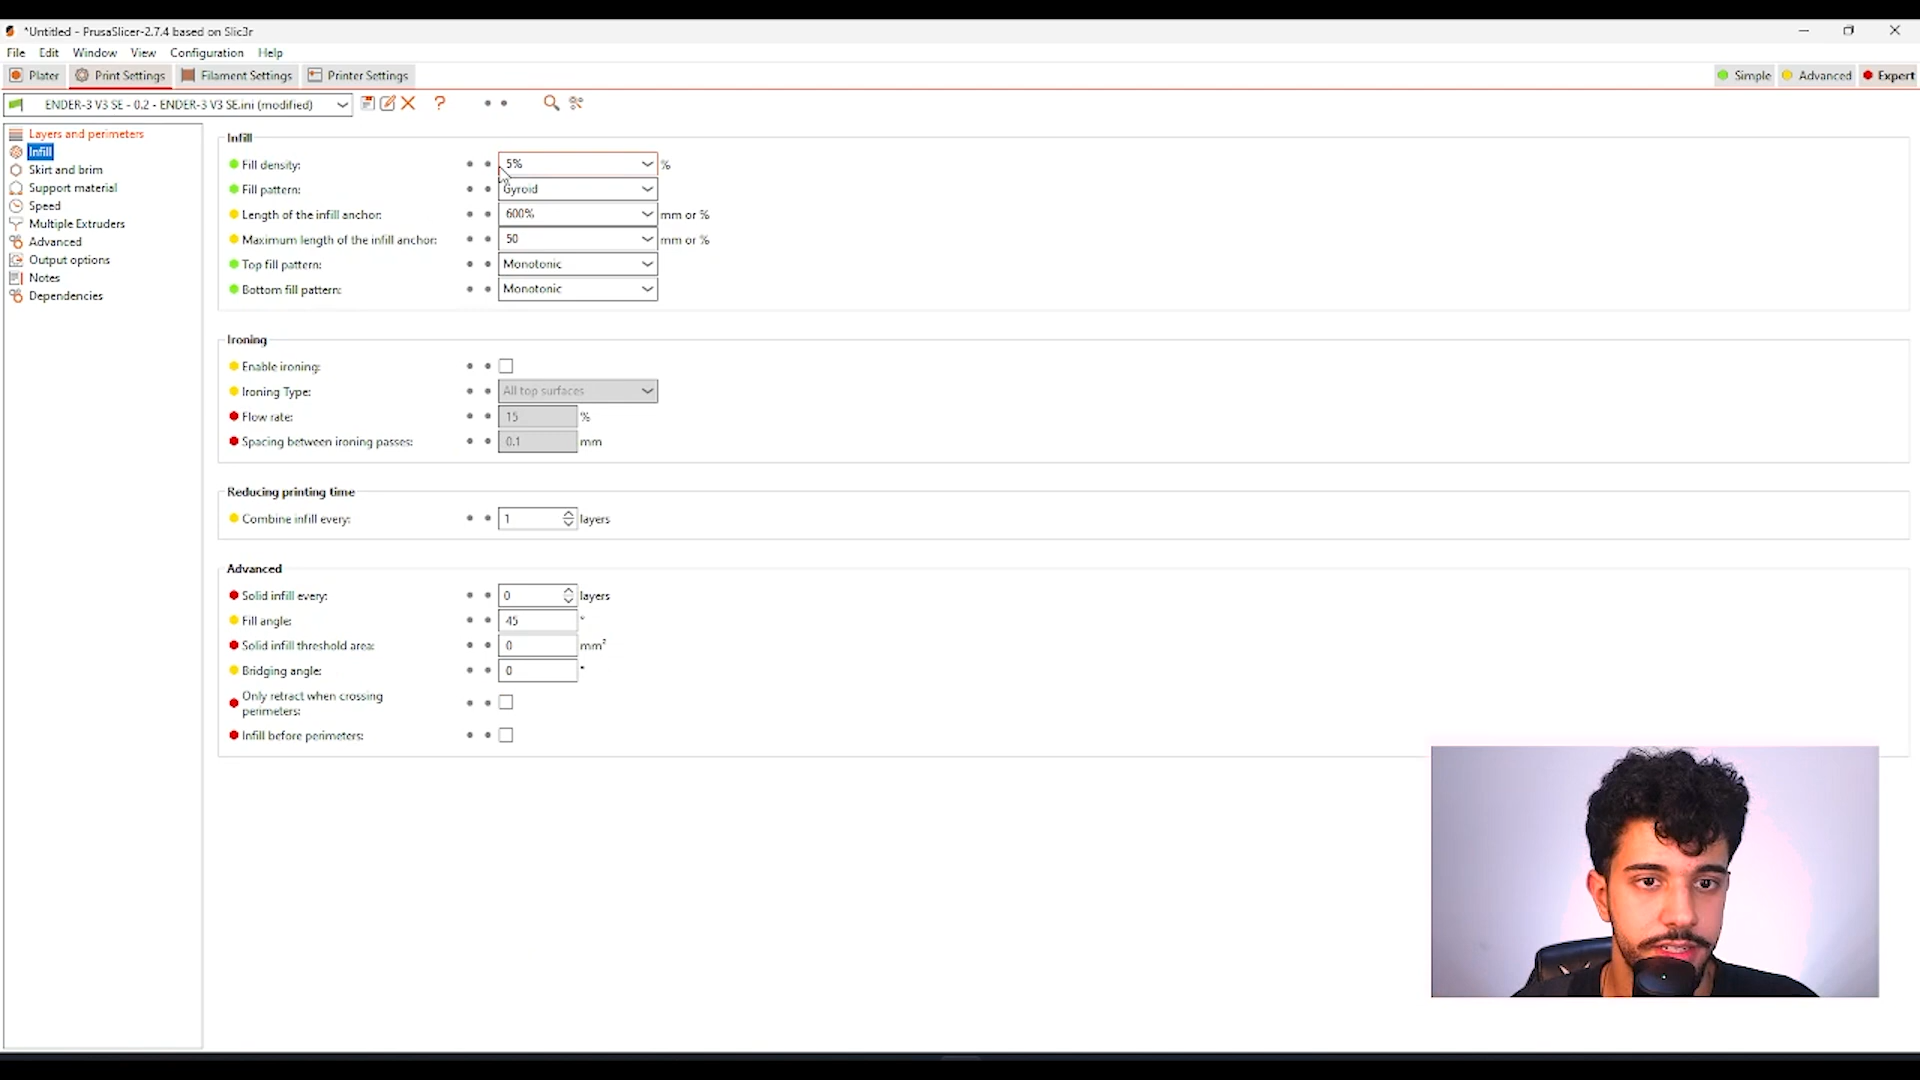 *Untitled - PrusaSlicer-2.7.4 based on Slic3r
File Edit Window View Configuration Help
Plater Print Settings Filament Settings Printer Settings Simple Advanced Expert
ENDER-3 V3 SE - 0.2 - ENDER-3 V3 SE.ini (modified) ?
Layers and perimeters
Infill
Skirt and brim
Support material
Speed
Multiple Extruders
Advanced
Output options
Notes
Dependencies
Infill
Fill density: 5% %
Fill pattern: Gyroid
Length of the infill anchor: 600% mm or %
Maximum length of the infill anchor: 50 mm or %
Top fill pattern: Monotonic
Bottom fill pattern: Monotonic
Ironing
Enable ironing:
Ironing Type: All top surfaces
Flow rate: 15 %
Spacing between ironing passes: 0.1 mm
Reducing printing time
Combine infill every: 1 layers
Advanced
Solid infill every: 0 layers
Fill angle: 45 °
Solid infill threshold area: 0 mm²
Bridging angle: 0 °
Only retract when crossing
perimeters:
Infill before perimeters: